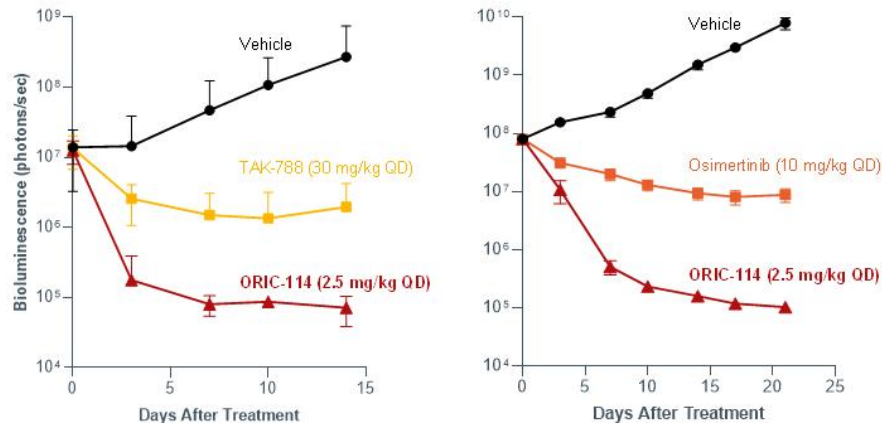 10⁹
Vehicle
10⁸
Bioluminescence (photons/sec)
10⁷
TAK-788 (30 mg/kg QD)
10⁶
ORIC-114 (2.5 mg/kg QD)
10⁵
10⁴
0 5 10 15
Days After Treatment
10¹⁰
Vehicle
10⁹
10⁸
Osimertinib (10 mg/kg QD)
10⁷
10⁶
ORIC-114 (2.5 mg/kg QD)
10⁵
10⁴
0 5 10 15 20 25
Days After Treatment